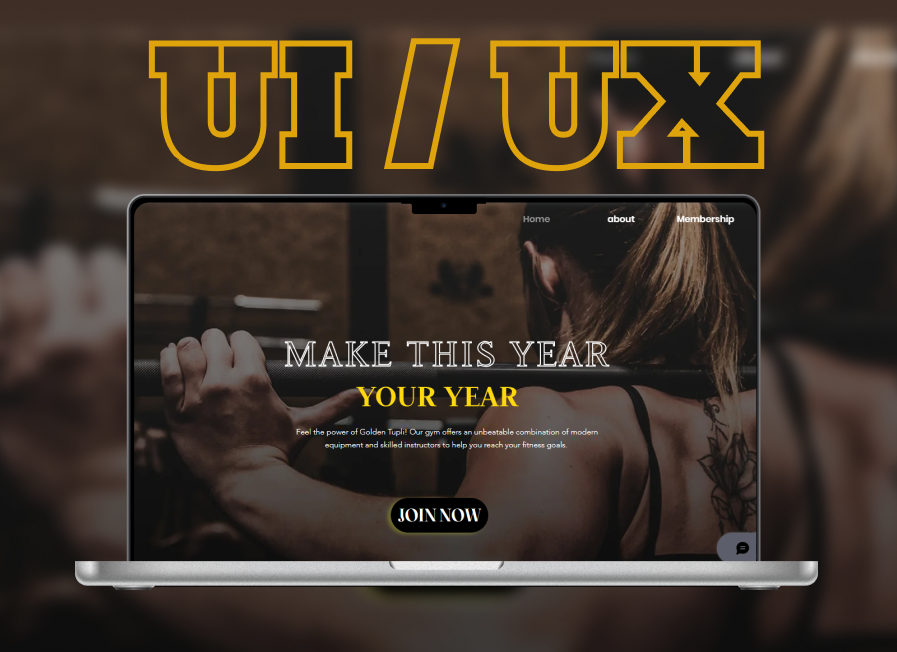 UI / UX
Home about Membership
MAKE THIS YEAR
YOUR YEAR
Feel the power of Golden Tupli! Our gym offers an unbeatable combination of modern
equipment and skilled instructors to help you reach your fitness goals.
JOIN NOW